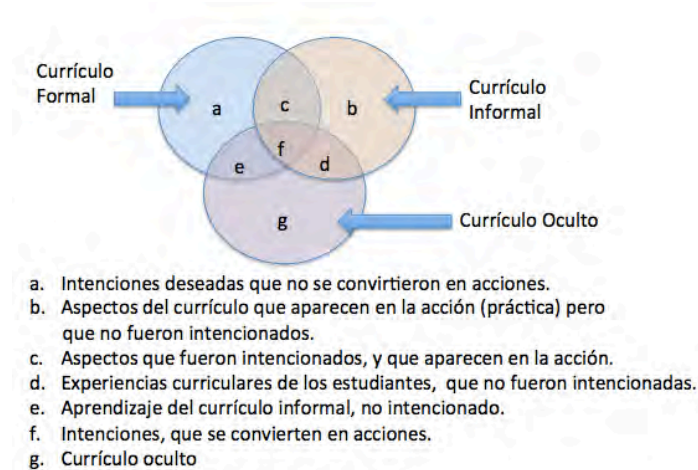 Currículo
Formal
Currículo
Informal
a
c
b
f
e
d
g
Currículo Oculto
a. Intenciones deseadas que no se convirtieron en acciones.
b. Aspectos del currículo que aparecen en la acción (práctica) pero
que no fueron intencionados.
c. Aspectos que fueron intencionados, y que aparecen en la acción.
d. Experiencias curriculares de los estudiantes, que no fueron intencionadas.
e. Aprendizaje del currículo informal, no intencionado.
f. Intenciones, que se convierten en acciones.
g. Currículo oculto